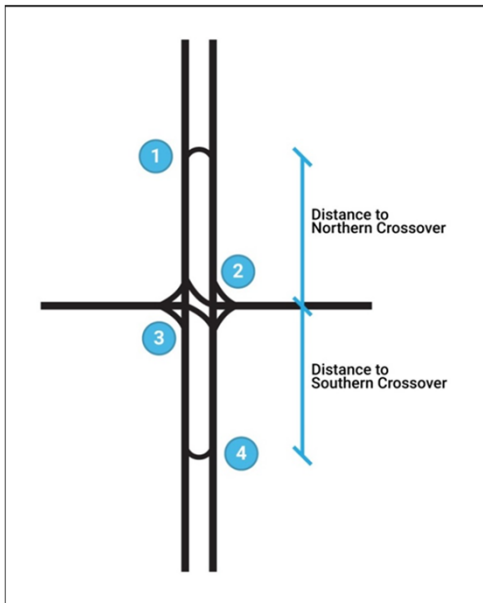 1
Distance to
Northern Crossover
2
3
Distance to
Southern Crossover
4